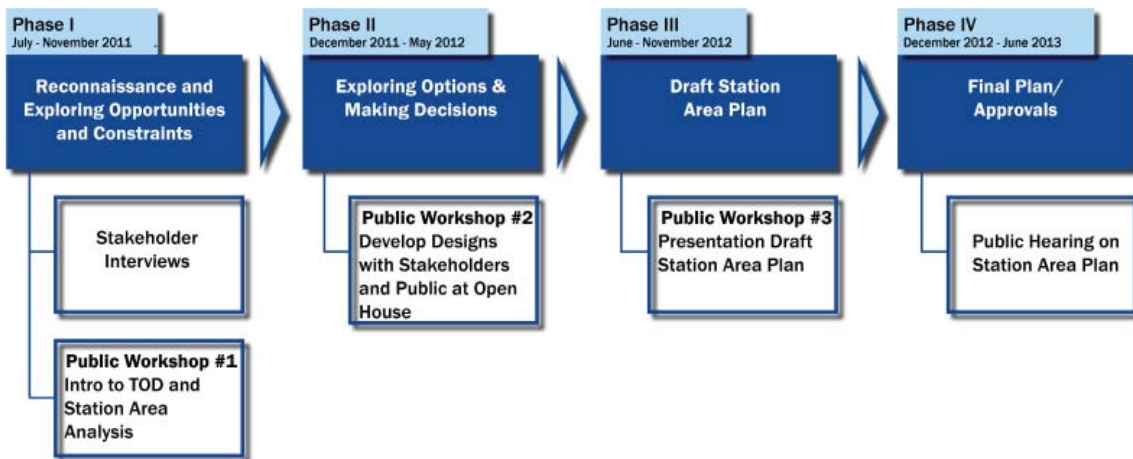 Phase I
July - November 2011 .
Reconnaissance and
Exploring Opportunities
and Constraints
Stakeholder
Interviews
Public Workshop #1
Intro to TOD and
Station Area
Analysis
Phase II
December 2011 - May 2012
Exploring Options &
Making Decisions
Public Workshop #2
Develop Designs
with Stakeholders
and Public at Open
House
Phase III
June - November 2012
Draft Station
Area Plan
Public Workshop #3
Presentation Draft
Station Area Plan
Phase IV
December 2012 - June 2013
Final Plan/
Approvals
Public Hearing on
Station Area Plan